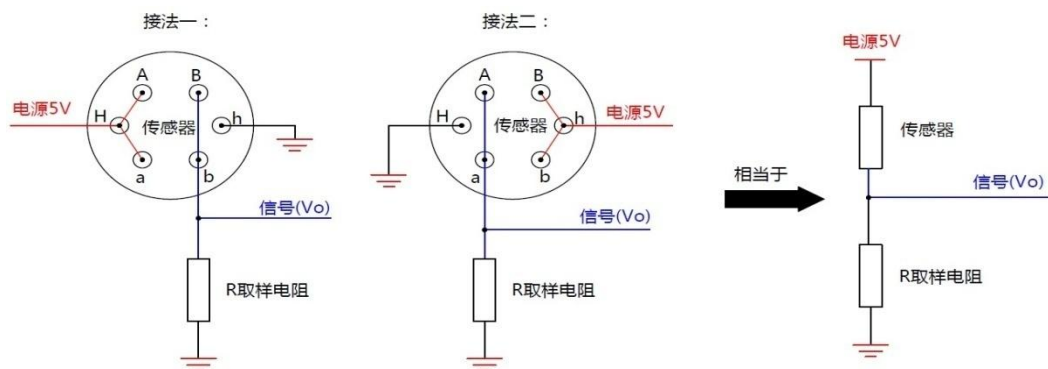 接法一：
接法二：
电源5V
A
B
H
传感器
h
a
b
信号(Vo)
R取样电阻
A
B
H
传感器
h
电源5V
a
b
信号(Vo)
R取样电阻
相当于
电源5V
传感器
信号(Vo)
R取样电阻